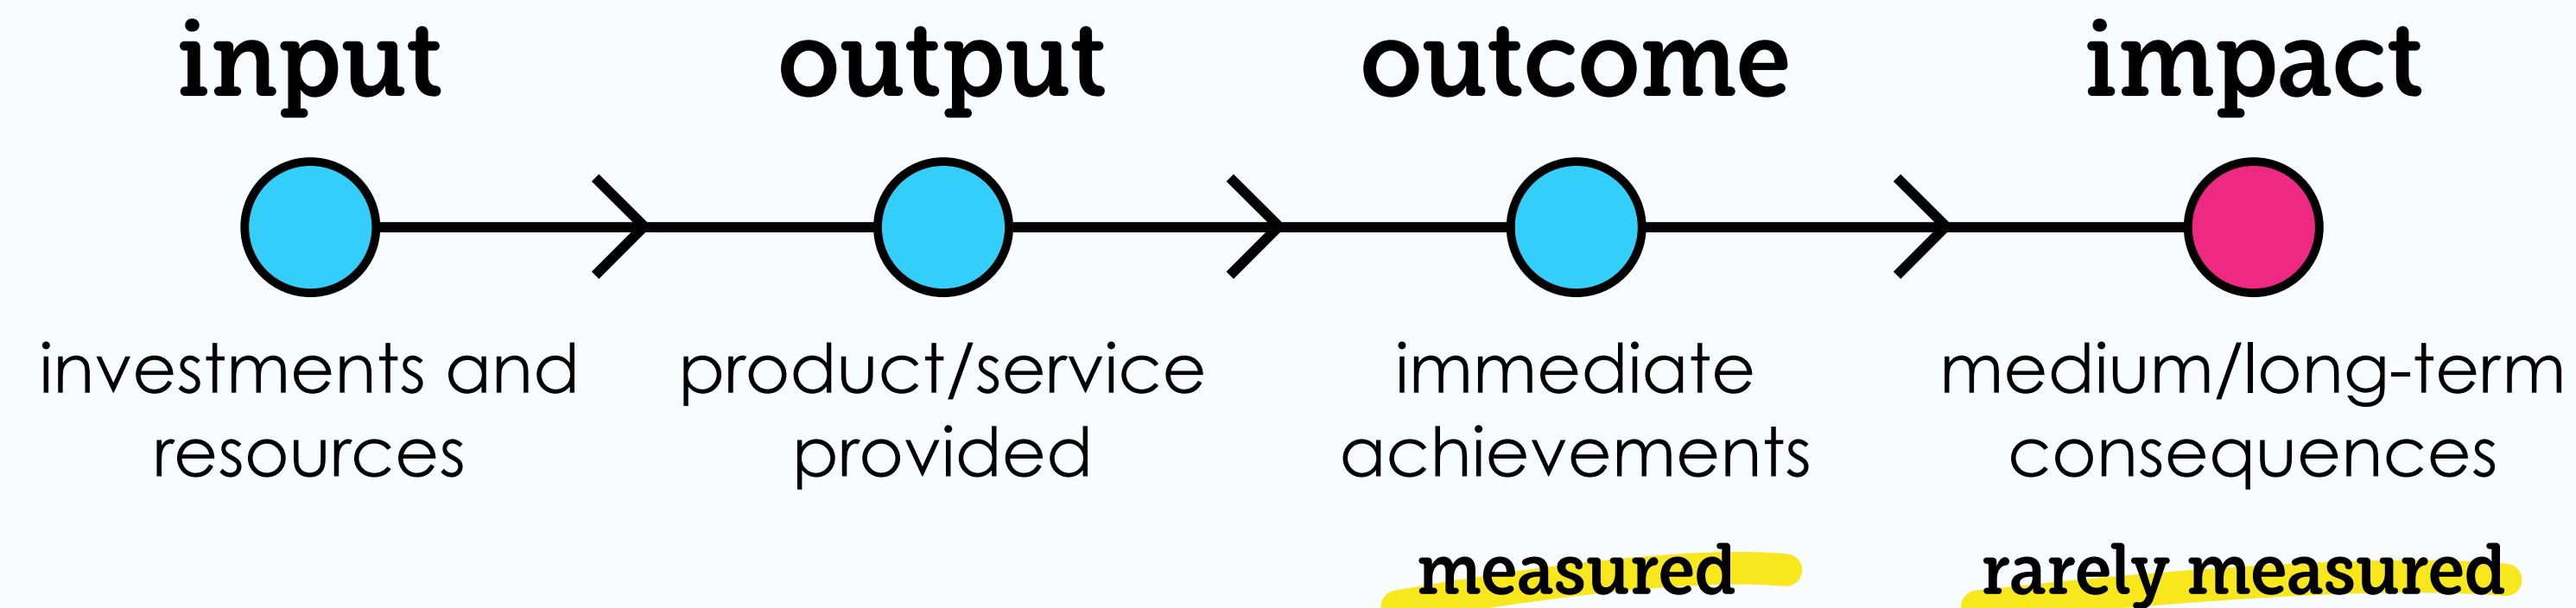 input
output
outcome
impact
investments and
resources
product/service
provided
immediate
achievements
medium/long-term
consequences
measured
rarely measured